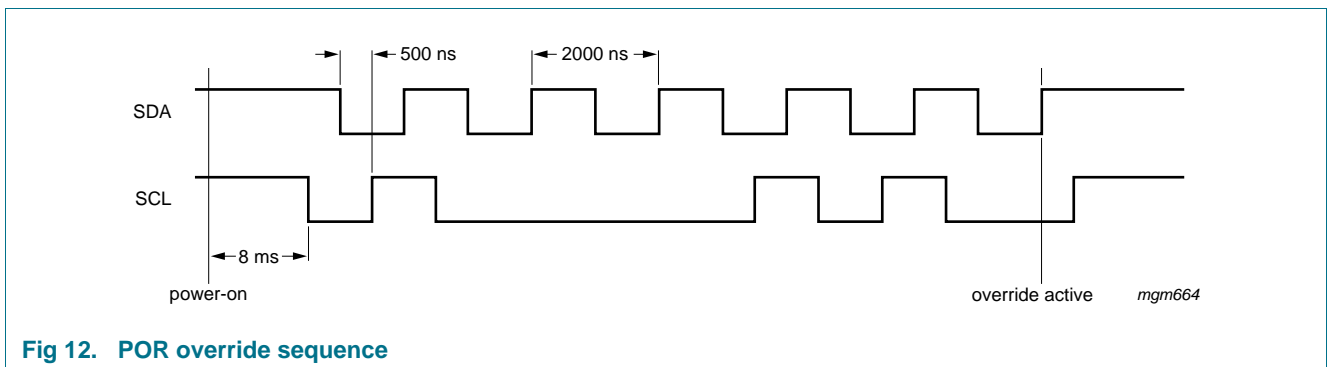 500 ns
2000 ns
SDA
SCL
8 ms
power-on
override active
mgm664
Fig 12. POR override sequence